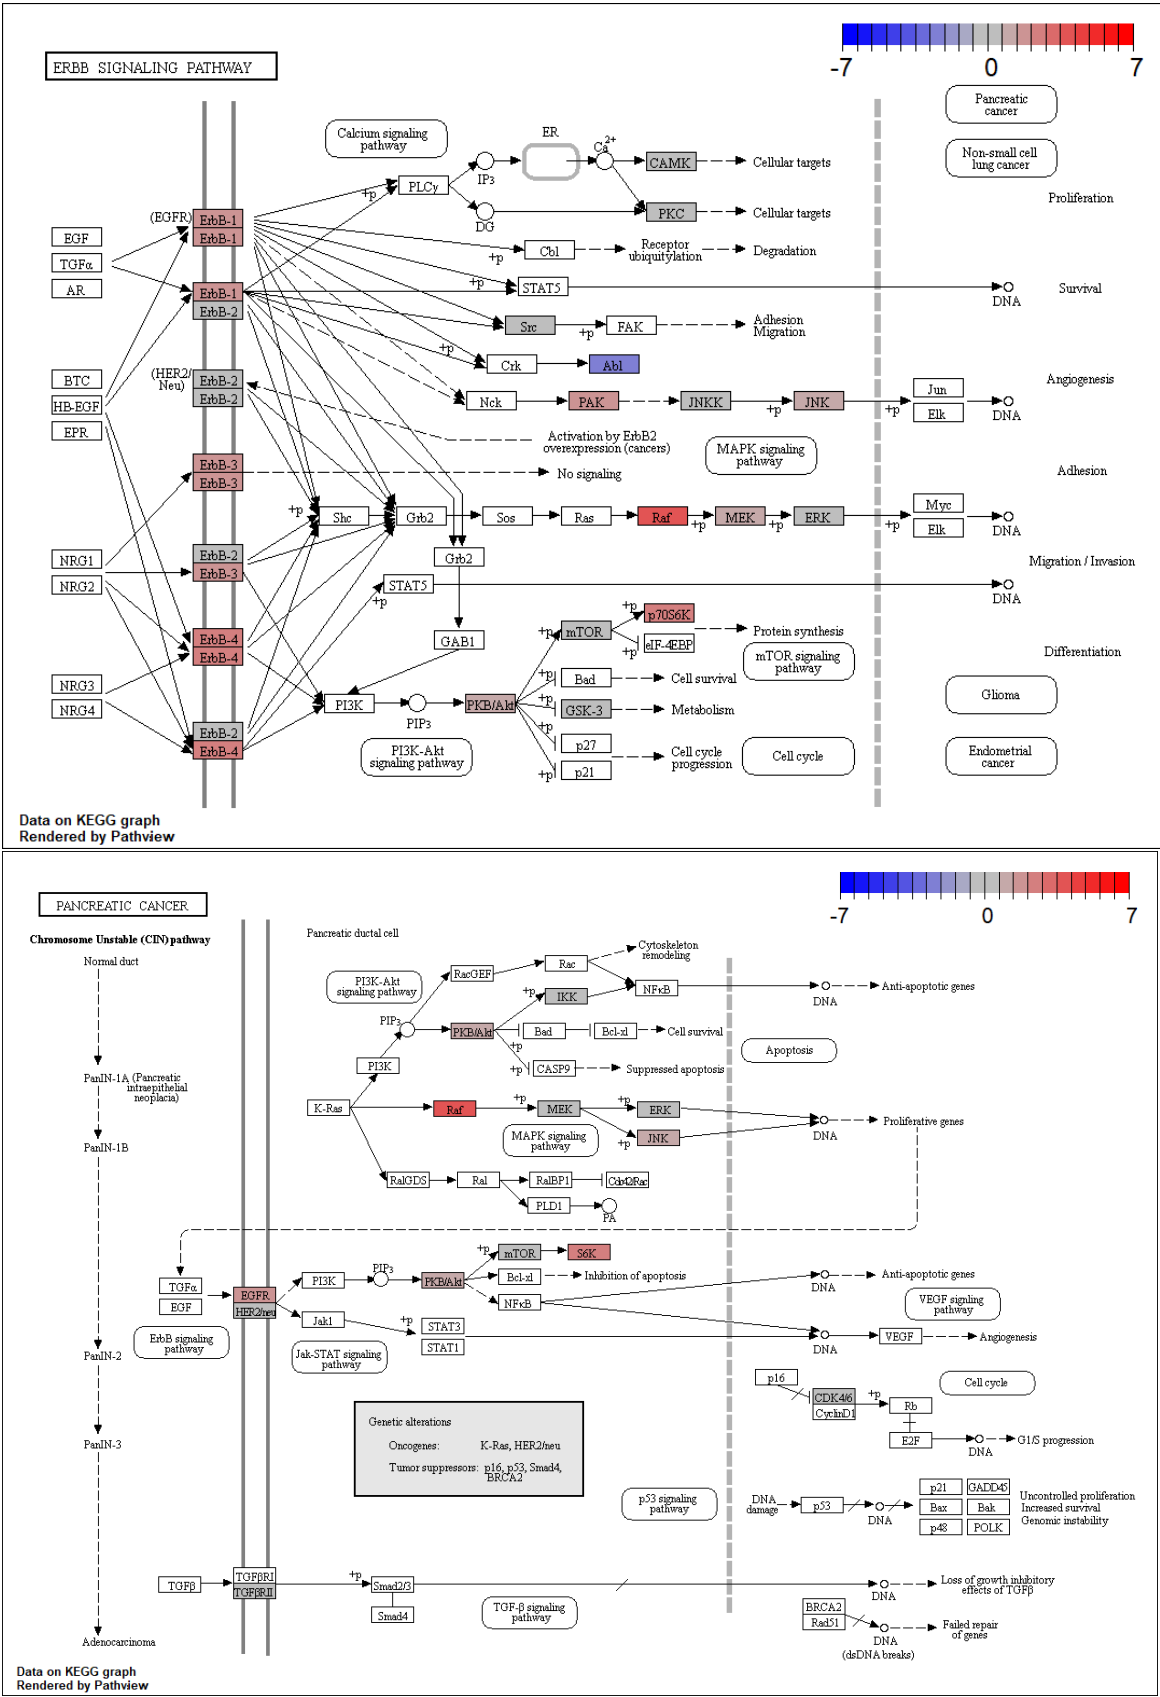 ERBB SIGNALING PATHWAY
-7 0 7
Pancreatic
cancer
Non-small cell
lung cancer
Calcium signaling
pathway
ER
Ca2+
IP3
DG
PLCγ
+p
CAMK
Cellular targets
PKC
Cellular targets
Proliferation
(EGFR)
ErbB-1
ErbB-1
EGF
TGFα
AR
Cbl
+p
Receptor
ubiquitylation
Degradation
ErbB-1
ErbB-2
+p
STAT5
DNA
Survival
Src
+p
FAK
Adhesion
Migration
+p
Crk
Abl
(HER2/
Neu)
ErbB-2
ErbB-2
BTC
HB-EGF
EPR
Nck
PAK
JNKK
+p
JNK
+p
Jun
Elk
DNA
Angiogenesis
Activation by ErbB2
overexpression (cancers)
MAPK signaling
pathway
ErbB-3
ErbB-3
No signaling
Adhesion
+p
Shc
Grb2
Sos
Ras
Raf
+p
MEK
+p
ERK
+p
Myc
Elk
DNA
NRG1
NRG2
ErbB-2
ErbB-3
Grb2
STAT5
+p
DNA
Migration / Invasion
GAB1
ErbB-4
ErbB-4
+p
mTOR
+p
p70S6K
+p
eIF-4EBP
Protein synthesis
mTOR signaling
pathway
Differentiation
NRG3
NRG4
PI3K
PIP3
PKB/Akt
+p
Bad
Cell survival
+p
GSK-3
Metabolism
+p
p27
+p
p21
Cell cycle
progression
Cell cycle
Glioma
Endometrial
cancer
ErbB-2
ErbB-4
PI3K-Akt
signaling pathway
Data on KEGG graph
Rendered by Pathview
PANCREATIC CANCER
-7 0 7
Chromosome Unstable (CIN) pathway
Normal duct
PanIN-1A (Pancreatic
intraepithelial
neoplacia)
PanIN-1B
PanIN-2
PanIN-3
Adenocarcinoma
Pancreatic ductal cell
PI3K-Akt
signaling pathway
RacGEF
Rac
Cytoskeleton
remodeling
+p
IKK
NFκB
DNA
Anti-apoptotic genes
PIP3
PKB/Akt
Bad
Bcl-xl
Cell survival
+p
+p
CASP9
Suppressed apoptosis
Apoptosis
PI3K
K-Ras
Raf
+p
MEK
+p
ERK
+p
JNK
DNA
Proliferative genes
MAPK signaling
pathway
RalGDS
Ral
RalBP1
Cdc42/Rac
PLD1
PA
TGFα
EGF
EGFR
HER2/neu
ErbB signaling
pathway
PI3K
PIP3
PKB/Akt
+p
mTOR
S6K
Bcl-xl
Inhibition of apoptosis
NFκB
DNA
Anti-apoptotic genes
VEGF signling
pathway
Jak1
+p
STAT3
STAT1
DNA
VEGF
Angiogenesis
Jak-STAT signaling
pathway
p16
CDK4/6
CyclinD1
+p
Rb
E2F
DNA
G1/S progression
Cell cycle
Genetic alterations
Oncogenes: K-Ras, HER2/neu
Tumor suppressors: p16, p53, Smad4,
BRCA2
p53 signaling
pathway
DNA
damage
p53
DNA
p21
GADD45
Bax
Bak
p48
POLK
Uncontrolled proliferation
Increased survival
Genomic instability
TGFβ
TGFβRI
TGFβRII
+p
Smad2/3
Smad4
TGF-β signaling
pathway
DNA
Loss of growth inhibitory
effects of TGFβ
BRCA2
Rad51
DNA
(dsDNA breaks)
Failed repair
of genes
Data on KEGG graph
Rendered by Pathview